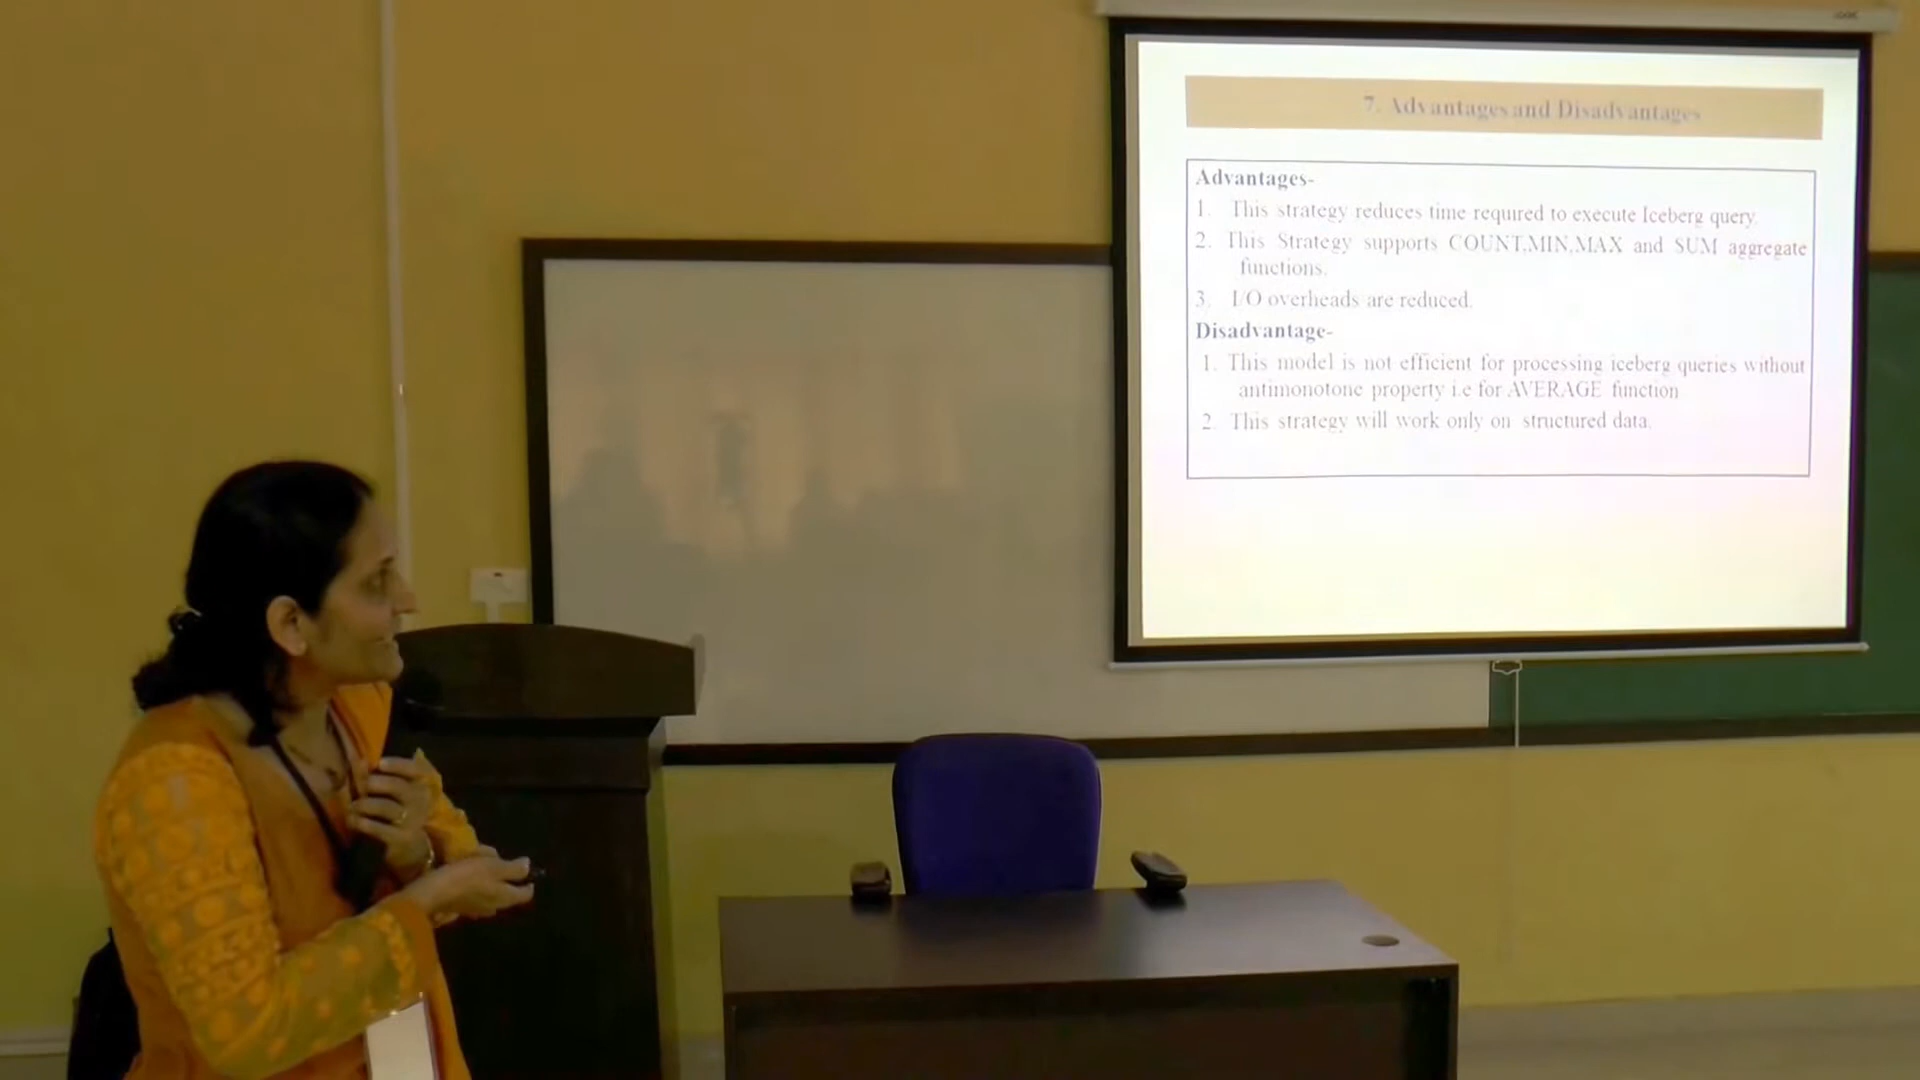 7. Advantages and Disadvantages
Advantages-
1. This strategy reduces time required to execute Iceberg query.
2. This Strategy supports COUNT,MIN,MAX and SUM aggregate
functions.
3. I/O overheads are reduced.
Disadvantage-
1. This model is not efficient for processing iceberg queries without
antimonotone property i.e for AVERAGE function
2. This strategy will work only on structured data.